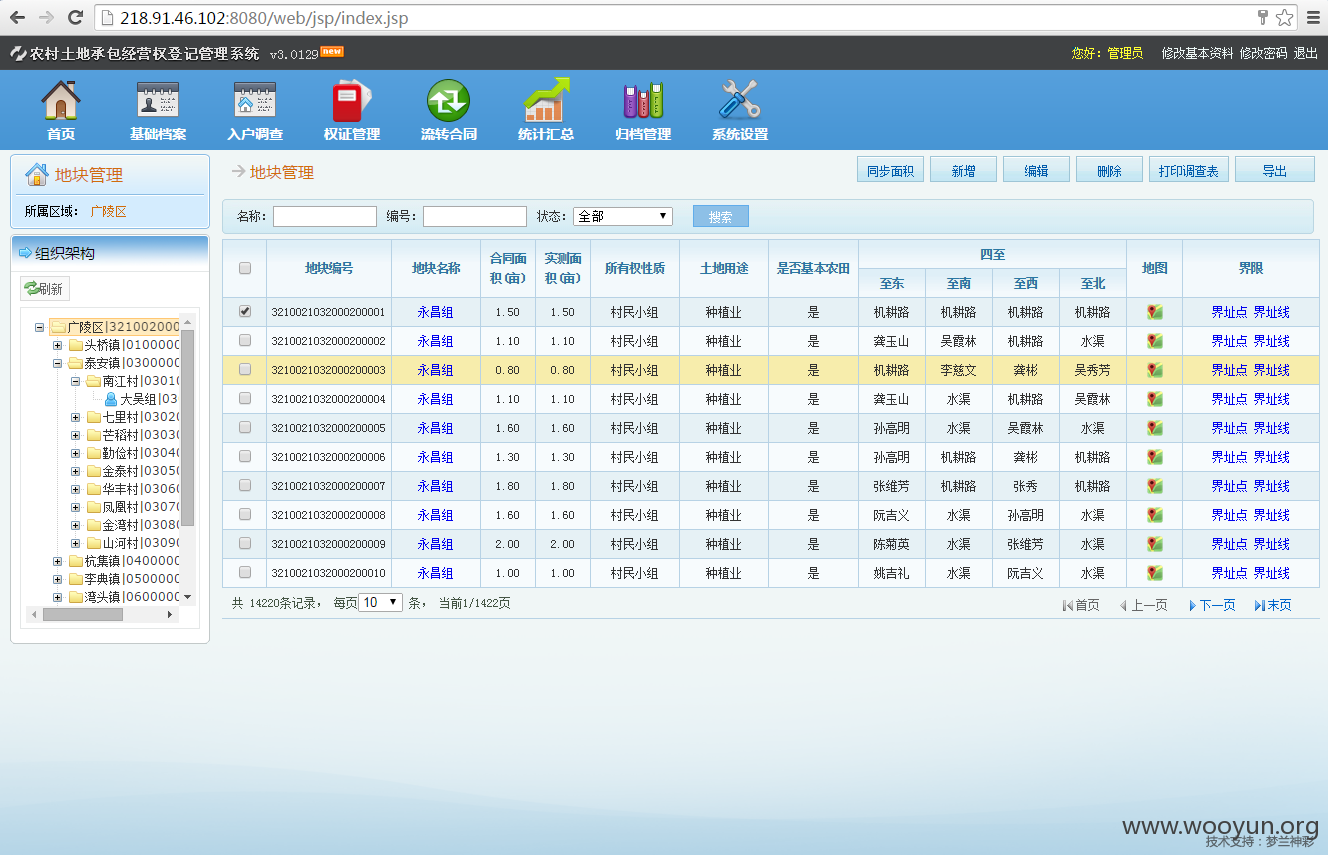 218.91.46.102:8080/web/jsp/index.jsp
农村土地承包经营权登记管理系统 v3.0129 new 您好：管理员 修改基本资料 修改密码 退出
首页 基础档案 入户调查 权证管理 流转合同 统计汇总 归档管理 系统设置
地块管理
所属区域： 广陵区
组织架构
刷新
广陵区|321002000
头桥镇|0100000
泰安镇|0300000
南江村|03010
大吴组|03
七里村|03020
芒稻村|03030
勤俭村|03040
金泰村|03050
华丰村|03060
凤凰村|03070
金湾村|03080
山河村|03090
杭集镇|0400000
李典镇|0500000
湾头镇|0600000
地块管理 同步面积 新增 编辑 删除 打印调查表 导出
名称： 编号： 状态： 全部 搜索
地块编号 地块名称 合同面积(亩) 实测面积(亩) 所有权性质 土地用途 是否基本农田 四至 地图 界限
至东 至南 至西 至北
3210021032000200001 永昌组 1.50 1.50 村民小组 种植业 是 机耕路 机耕路 机耕路 机耕路 界址点 界址线
3210021032000200002 永昌组 1.10 1.10 村民小组 种植业 是 龚玉山 吴霞林 机耕路 水渠 界址点 界址线
3210021032000200003 永昌组 0.80 0.80 村民小组 种植业 是 机耕路 李慈文 龚彬 吴秀芳 界址点 界址线
3210021032000200004 永昌组 1.10 1.10 村民小组 种植业 是 龚玉山 水渠 机耕路 吴霞林 界址点 界址线
3210021032000200005 永昌组 1.60 1.60 村民小组 种植业 是 孙高明 水渠 吴霞林 水渠 界址点 界址线
3210021032000200006 永昌组 1.30 1.30 村民小组 种植业 是 孙高明 机耕路 龚彬 机耕路 界址点 界址线
3210021032000200007 永昌组 1.80 1.80 村民小组 种植业 是 张维芳 机耕路 张秀 机耕路 界址点 界址线
3210021032000200008 永昌组 1.60 1.60 村民小组 种植业 是 阮吉义 水渠 孙高明 水渠 界址点 界址线
3210021032000200009 永昌组 2.00 2.00 村民小组 种植业 是 陈菊英 水渠 张维芳 水渠 界址点 界址线
3210021032000200010 永昌组 1.00 1.00 村民小组 种植业 是 姚吉礼 水渠 阮吉义 水渠 界址点 界址线
共 14220条记录， 每页 10 条， 当前1/1422页 首页 上一页 下一页 末页
www.wooyun.org
技术支持：梦兰神彩